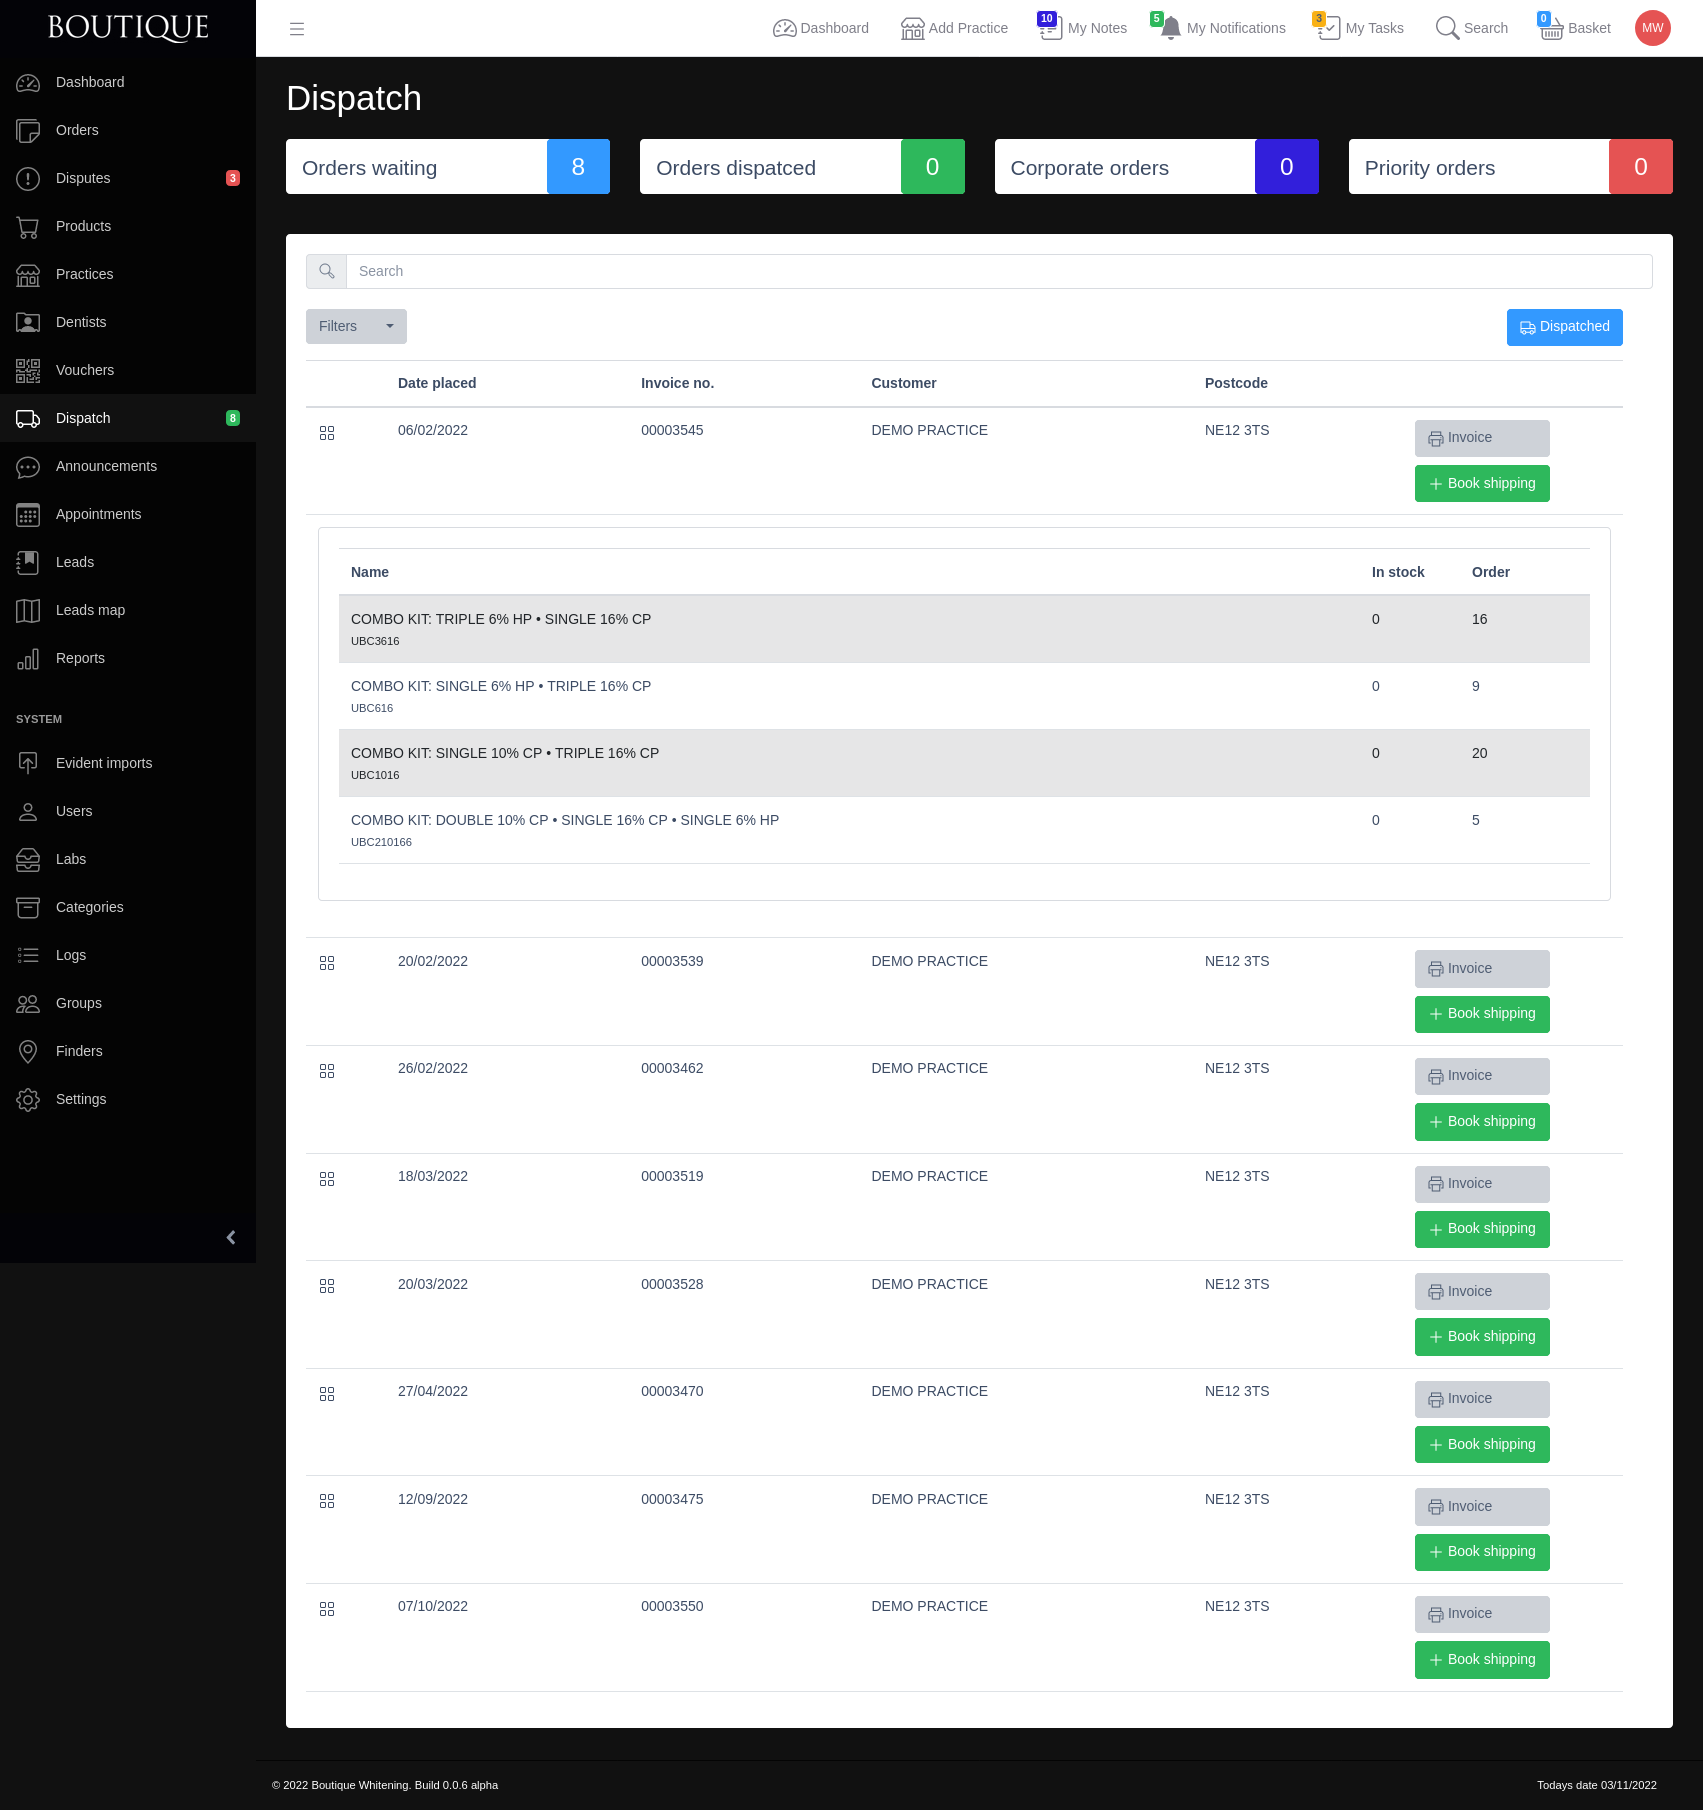 BOUTIQUE
Dashboard
Orders
Disputes 3
Products
Practices
Dentists
Vouchers
Dispatch 8
Announcements
Appointments
Leads
Leads map
Reports
SYSTEM
Evident imports
Users
Labs
Categories
Logs
Groups
Finders
Settings
Dashboard Add Practice 10 My Notes 5 My Notifications 3 My Tasks Search 0 Basket MW
Dispatch
Orders waiting 8 Orders dispatced 0 Corporate orders 0 Priority orders 0
Search
Filters Dispatched
Date placed Invoice no. Customer Postcode
06/02/2022 00003545 DEMO PRACTICE NE12 3TS Invoice
Book shipping
Name In stock Order
COMBO KIT: TRIPLE 6% HP • SINGLE 16% CP 0 16
UBC3616
COMBO KIT: SINGLE 6% HP • TRIPLE 16% CP 0 9
UBC616
COMBO KIT: SINGLE 10% CP • TRIPLE 16% CP 0 20
UBC1016
COMBO KIT: DOUBLE 10% CP • SINGLE 16% CP • SINGLE 6% HP 0 5
UBC210166
20/02/2022 00003539 DEMO PRACTICE NE12 3TS Invoice
Book shipping
26/02/2022 00003462 DEMO PRACTICE NE12 3TS Invoice
Book shipping
18/03/2022 00003519 DEMO PRACTICE NE12 3TS Invoice
Book shipping
20/03/2022 00003528 DEMO PRACTICE NE12 3TS Invoice
Book shipping
27/04/2022 00003470 DEMO PRACTICE NE12 3TS Invoice
Book shipping
12/09/2022 00003475 DEMO PRACTICE NE12 3TS Invoice
Book shipping
07/10/2022 00003550 DEMO PRACTICE NE12 3TS Invoice
Book shipping
© 2022 Boutique Whitening. Build 0.0.6 alpha Todays date 03/11/2022